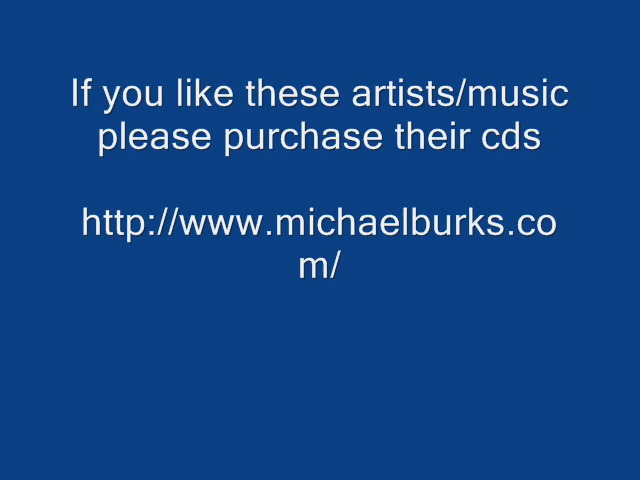 If you like these artists/music
please purchase their cds
http://www.michaelburks.co
m/